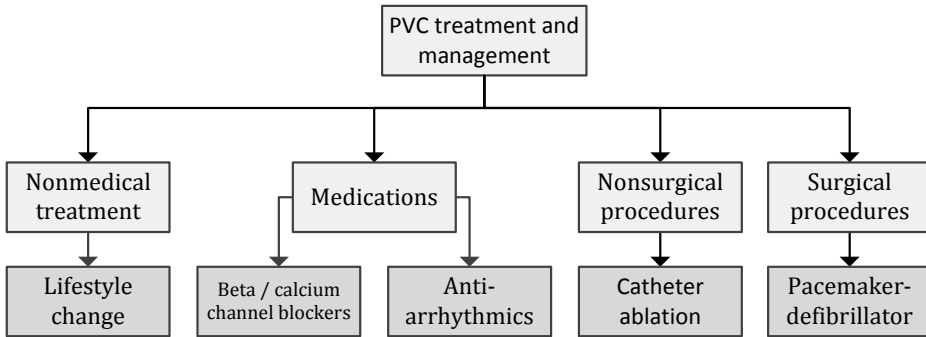 PVC treatment and
management
Nonmedical
treatment
Medications
Nonsurgical
procedures
Surgical
procedures
Lifestyle
change
Beta / calcium
channel blockers
Anti-
arrhythmics
Catheter
ablation
Pacemaker-
defibrillator